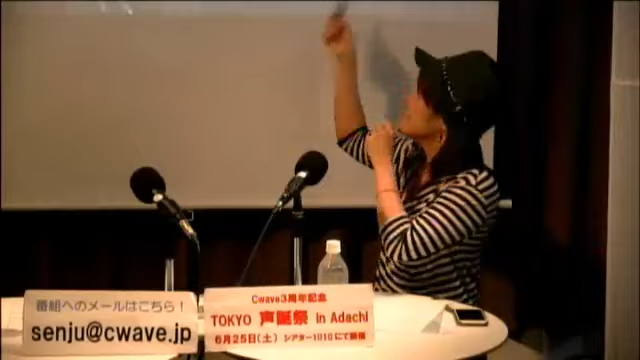 番組へのメールはこちら！
senju@cwave.jp
Cwave3周年記念
TOKYO 声誕祭 in Adachi
6月25日(土) シアター1010にて開催